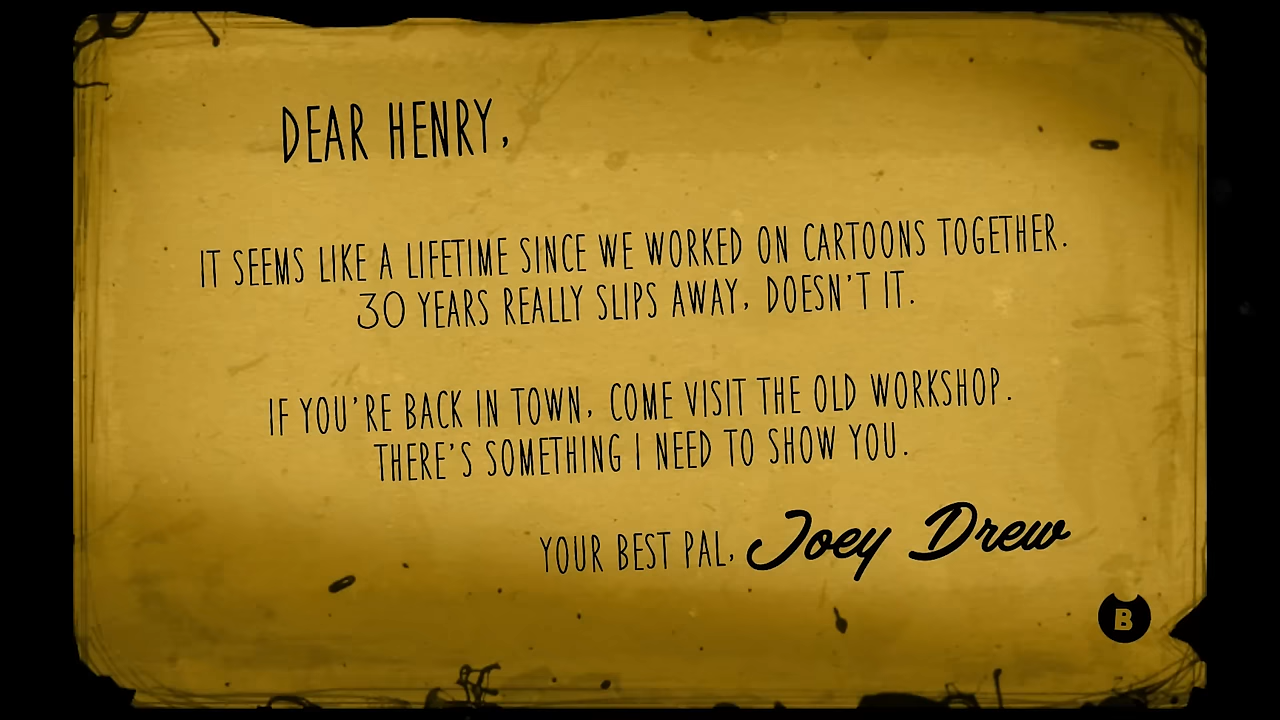 DEAR HENRY,
IT SEEMS LIKE A LIFETIME SINCE WE WORKED ON CARTOONS TOGETHER.
30 YEARS REALLY SLIPS AWAY, DOESN'T IT.
IF YOU'RE BACK IN TOWN, COME VISIT THE OLD WORKSHOP.
THERE'S SOMETHING I NEED TO SHOW YOU.
YOUR BEST PAL, Joey Drew
B